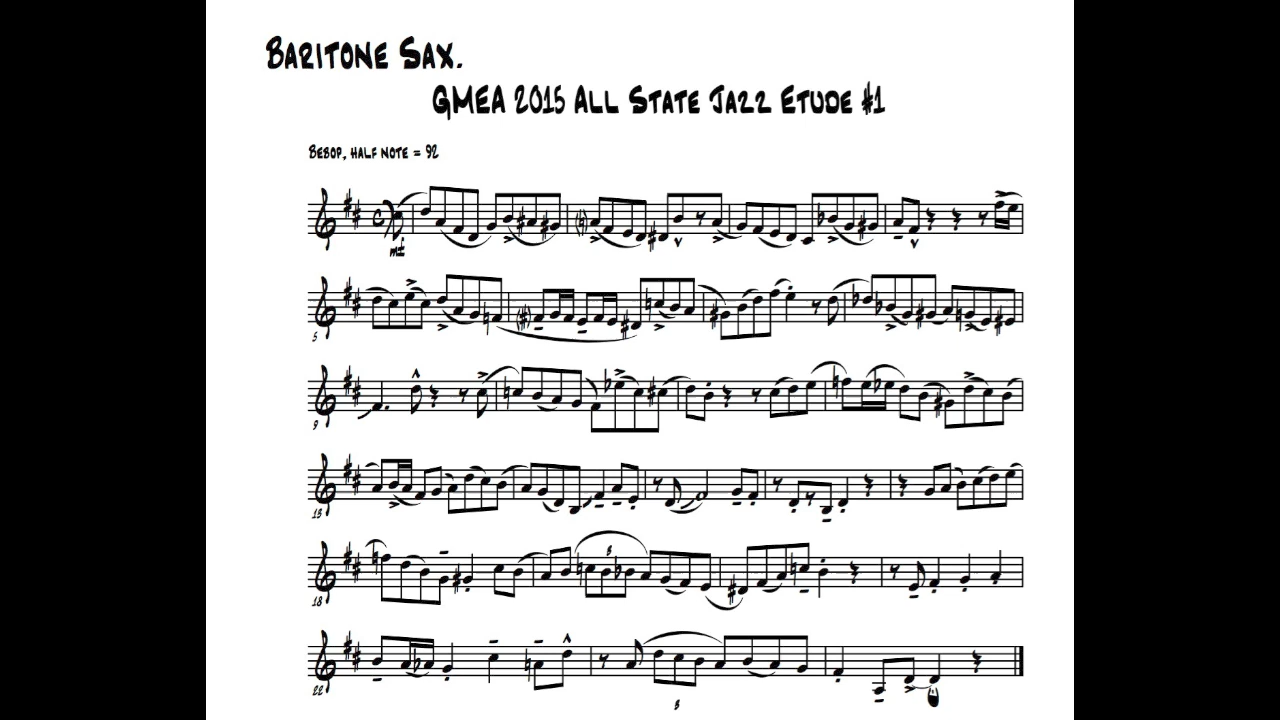 BARITONE SAX.
GMEA 2015 ALL STATE JAZZ ETUDE #1
BEBOP, HALF NOTE = 92
mf
5
9
13
3
18
22
3